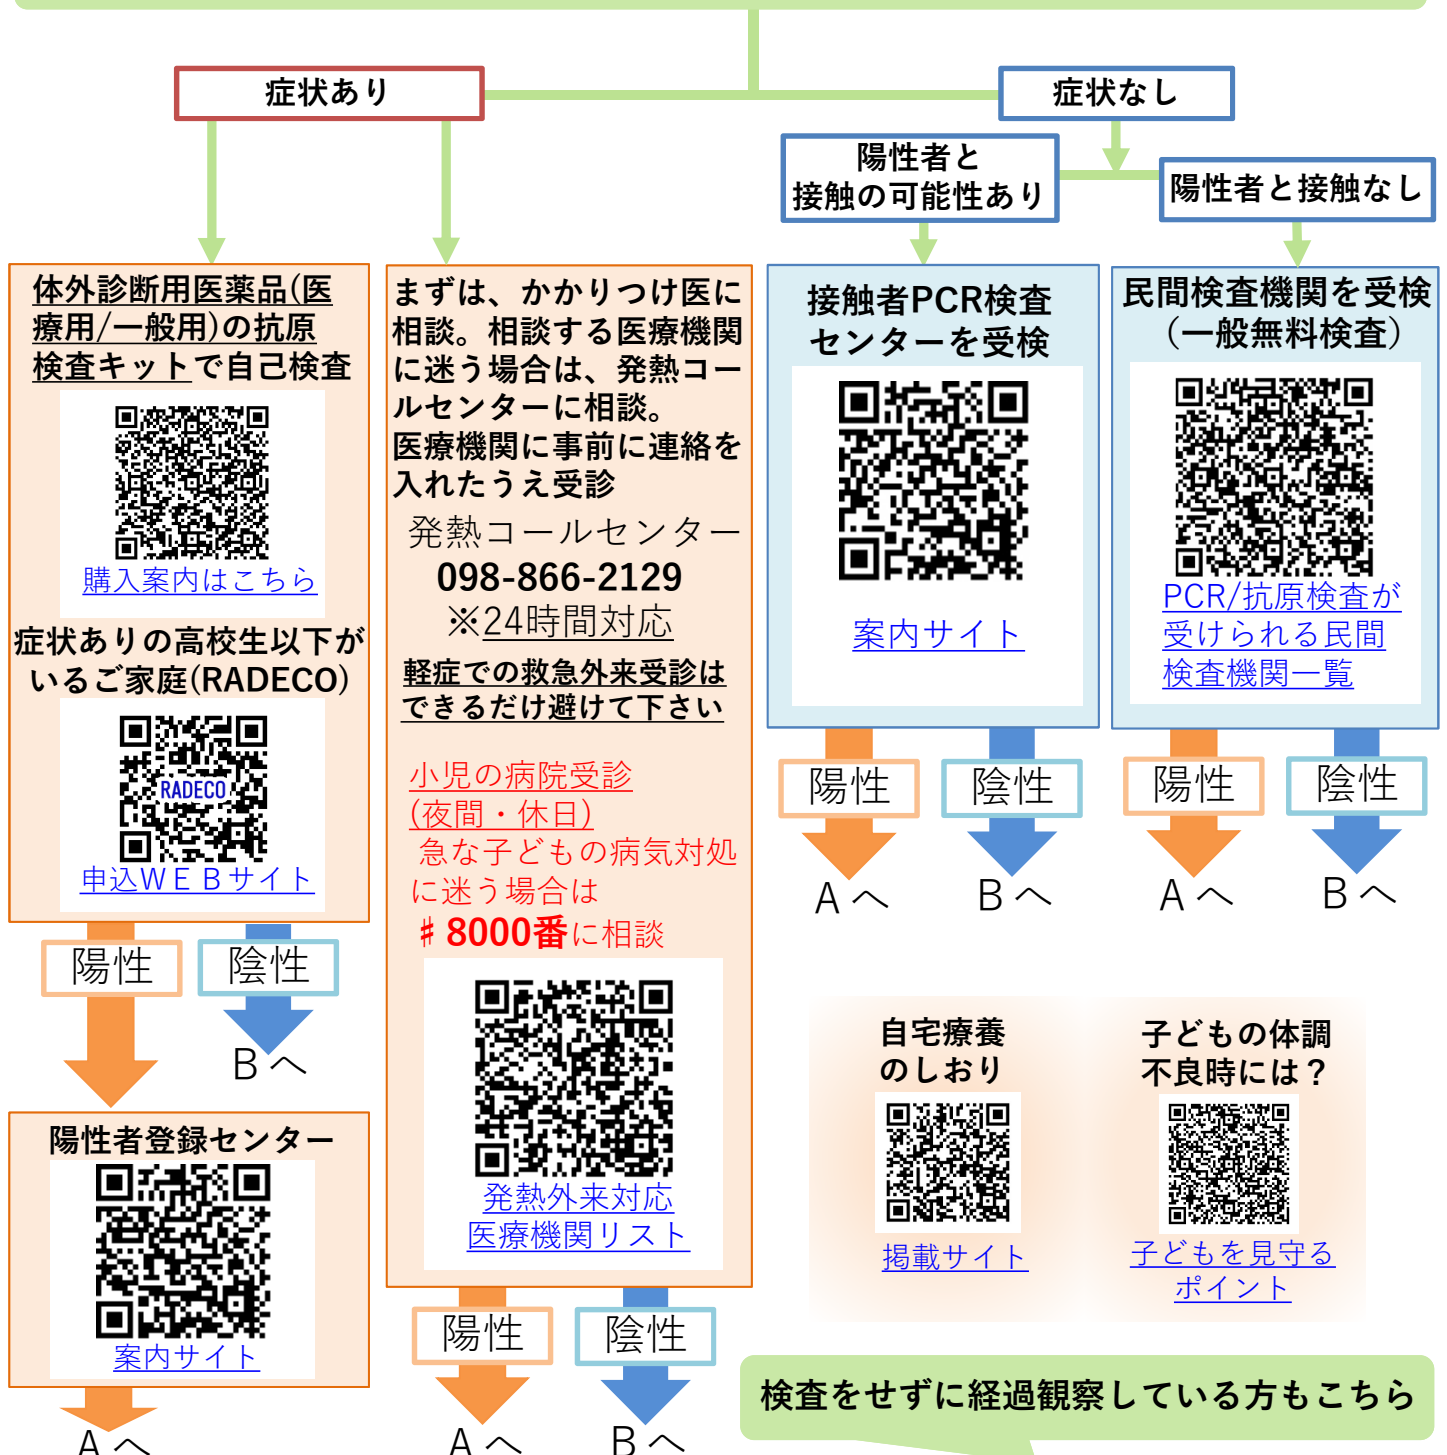 症状あり
症状なし
陽性者と
接触の可能性あり
陽性者と接触なし
体外診断用医薬品(医
療用/一般用)の抗原
検査キットで自己検査
購入案内はこちら
症状ありの高校生以下が
いるご家庭(RADECO)
RADECO
申込ＷＥＢサイト
陽性
陰性
Bへ
陽性者登録センター
案内サイト
Aへ
まずは、かかりつけ医に
相談。相談する医療機関
に迷う場合は、発熱コー
ルセンターに相談。
医療機関に事前に連絡を
入れたうえ受診
発熱コールセンター
098-866-2129
※24時間対応
軽症での救急外来受診は
できるだけ避けて下さい
小児の病院受診
(夜間・休日)
急な子どもの病気対処
に迷う場合は
♯8000番に相談
発熱外来対応
医療機関リスト
陽性
陰性
Aへ
Bへ
接触者PCR検査
センターを受検
案内サイト
陽性
陰性
Aへ
Bへ
民間検査機関を受検
（一般無料検査）
PCR/抗原検査が
受けられる民間
検査機関一覧
陽性
陰性
Aへ
Bへ
自宅療養
のしおり
掲載サイト
子どもの体調
不良時には？
子どもを見守る
ポイント
検査をせずに経過観察している方もこちら